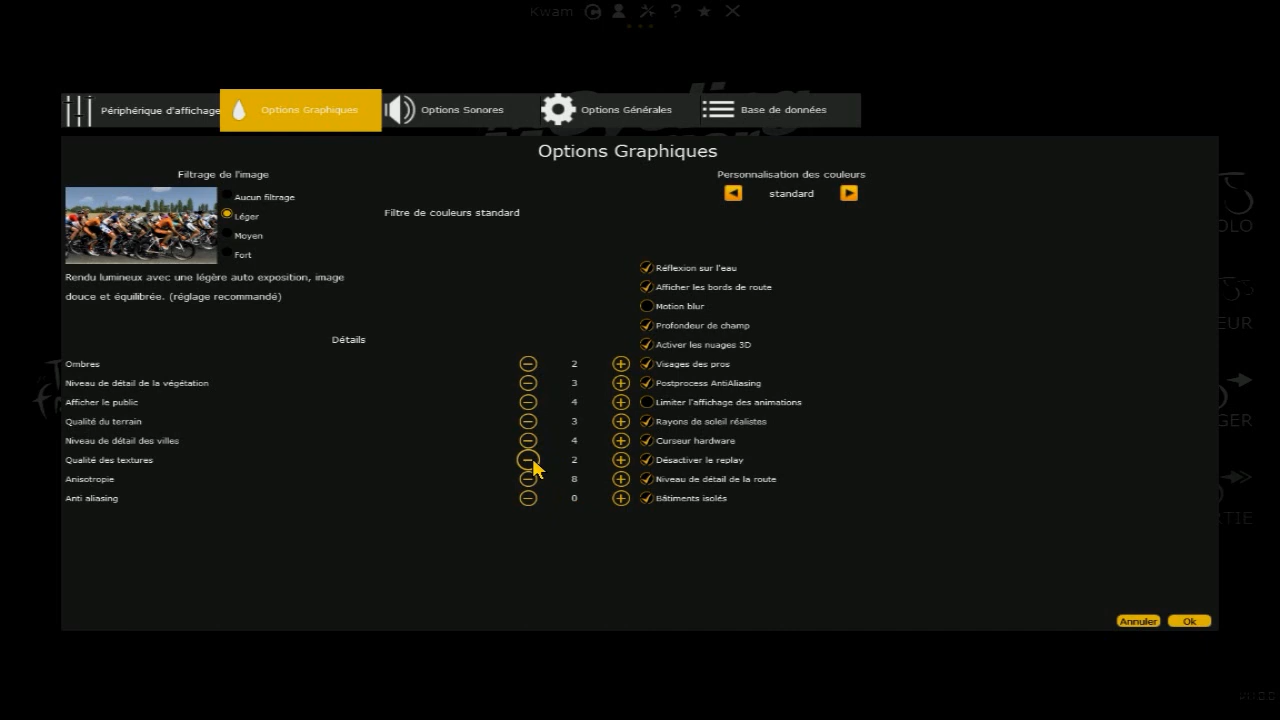 Kwam
?
Périphérique d'affichage
Options Graphiques
Options Sonores
Options Générales
Base de données
Options Graphiques
Filtrage de l'image
Personnalisation des couleurs
Aucun filtrage
Léger
Moyen
Fort
Filtre de couleurs standard
standard
Rendu lumineux avec une légère auto exposition, image
douce et équilibrée. (réglage recommandé)
Détails
Ombres 2
Niveau de détail de la végétation 3
Afficher le public 4
Qualité du terrain 3
Niveau de détail des villes 4
Qualité des textures 2
Anisotropie 8
Anti aliasing 0
Réflexion sur l'eau
Afficher les bords de route
Motion blur
Profondeur de champ
Activer les nuages 3D
Visages des pros
Postprocess AntiAliasing
Limiter l'affichage des animations
Rayons de soleil réalistes
Curseur hardware
Désactiver le replay
Niveau de détail de la route
Bâtiments isolés
OLO
EUR
GER
TIE
Annuler
Ok